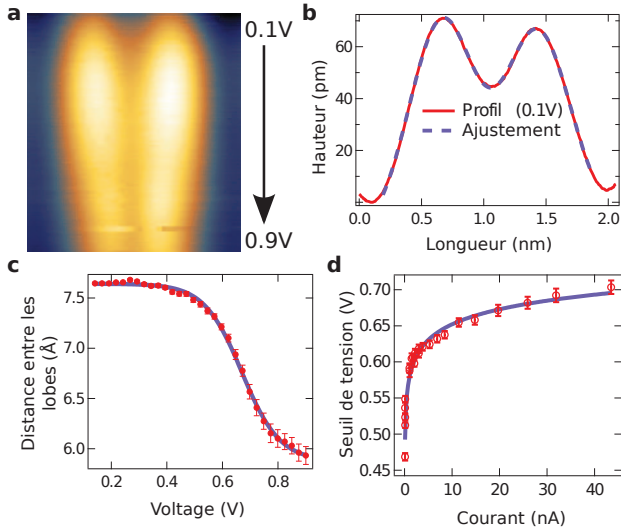 a
0.1V
0.9V
b
Hauteur (pm)
60
40
20
Profil (0.1V)
Ajustement
0.0
0.5
1.0
1.5
2.0
Longueur (nm)
c
Distance entre les
lobes (Å)
7.5
7.0
6.5
6.0
0.2
0.4
0.6
0.8
Voltage (V)
d
Seuil de tension (V)
0.70
0.65
0.60
0.55
0.50
0.45
0
10
20
30
40
Courant (nA)